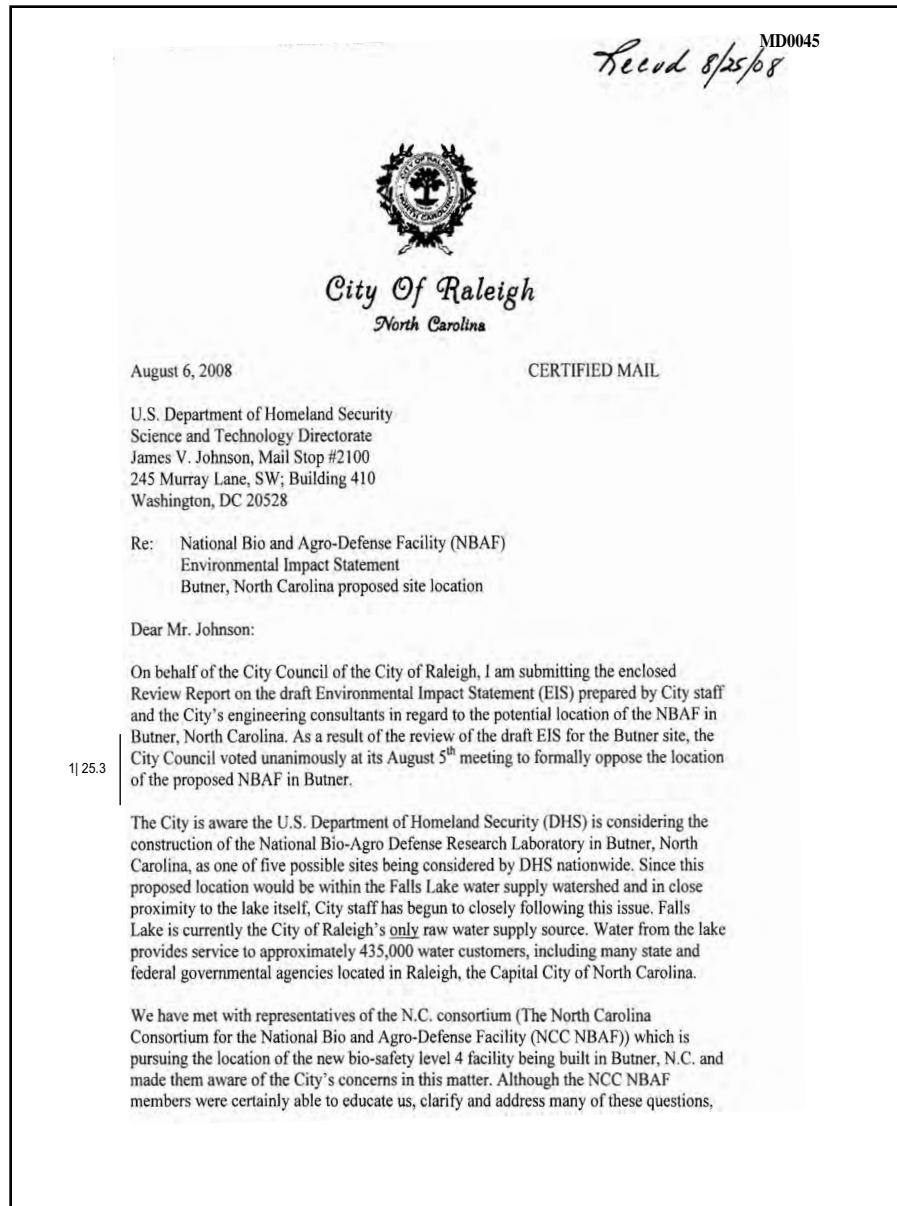 MD0045
Recvd 8/25/08
CITY OF RALEIGH
NORTH CAROLINA
City Of Raleigh
North Carolina
August 6, 2008 CERTIFIED MAIL
U.S. Department of Homeland Security
Science and Technology Directorate
James V. Johnson, Mail Stop #2100
245 Murray Lane, SW; Building 410
Washington, DC 20528
Re: National Bio and Agro-Defense Facility (NBAF)
Environmental Impact Statement
Butner, North Carolina proposed site location
Dear Mr. Johnson:
On behalf of the City Council of the City of Raleigh, I am submitting the enclosed
Review Report on the draft Environmental Impact Statement (EIS) prepared by City staff
and the City's engineering consultants in regard to the potential location of the NBAF in
Butner, North Carolina. As a result of the review of the draft EIS for the Butner site, the
City Council voted unanimously at its August 5th meeting to formally oppose the location
of the proposed NBAF in Butner.
1| 25.3
The City is aware the U.S. Department of Homeland Security (DHS) is considering the
construction of the National Bio-Agro Defense Research Laboratory in Butner, North
Carolina, as one of five possible sites being considered by DHS nationwide. Since this
proposed location would be within the Falls Lake water supply watershed and in close
proximity to the lake itself, City staff has begun to closely following this issue. Falls
Lake is currently the City of Raleigh's only raw water supply source. Water from the lake
provides service to approximately 435,000 water customers, including many state and
federal governmental agencies located in Raleigh, the Capital City of North Carolina.
We have met with representatives of the N.C. consortium (The North Carolina
Consortium for the National Bio and Agro-Defense Facility (NCC NBAF)) which is
pursuing the location of the new bio-safety level 4 facility being built in Butner, N.C. and
made them aware of the City's concerns in this matter. Although the NCC NBAF
members were certainly able to educate us, clarify and address many of these questions,